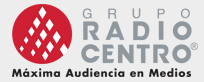 GRUPO
RADIO
CENTRO®
Máxima Audiencia en Medios